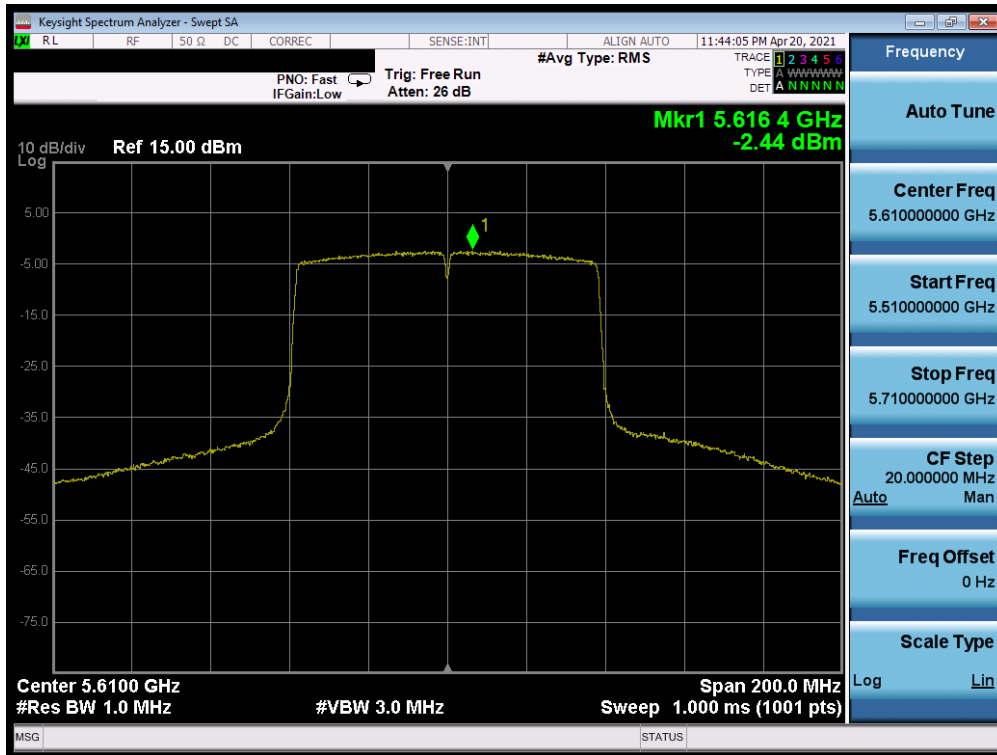 Keysight Spectrum Analyzer - Swept SA
LXI RL RF 50 Ω DC CORREC SENSE:INT ALIGN AUTO 11:44:05 PM Apr 20, 2021
PNO: Fast
IFGain:Low
Trig: Free Run
Atten: 26 dB
#Avg Type: RMS
TRACE 1 2 3 4 5 6
TYPE A WWWWW
DET A N N N N N
Mkr1 5.616 4 GHz
-2.44 dBm
10 dB/div
Log
Ref 15.00 dBm
1
5.00
-5.00
-15.0
-25.0
-35.0
-45.0
-55.0
-65.0
-75.0
Center 5.6100 GHz
Span 200.0 MHz
#Res BW 1.0 MHz
#VBW 3.0 MHz
Sweep 1.000 ms (1001 pts)
MSG
STATUS
Frequency
Auto Tune
Center Freq
5.610000000 GHz
Start Freq
5.510000000 GHz
Stop Freq
5.710000000 GHz
CF Step
20.000000 MHz
Auto Man
Freq Offset
0 Hz
Scale Type
Log Lin